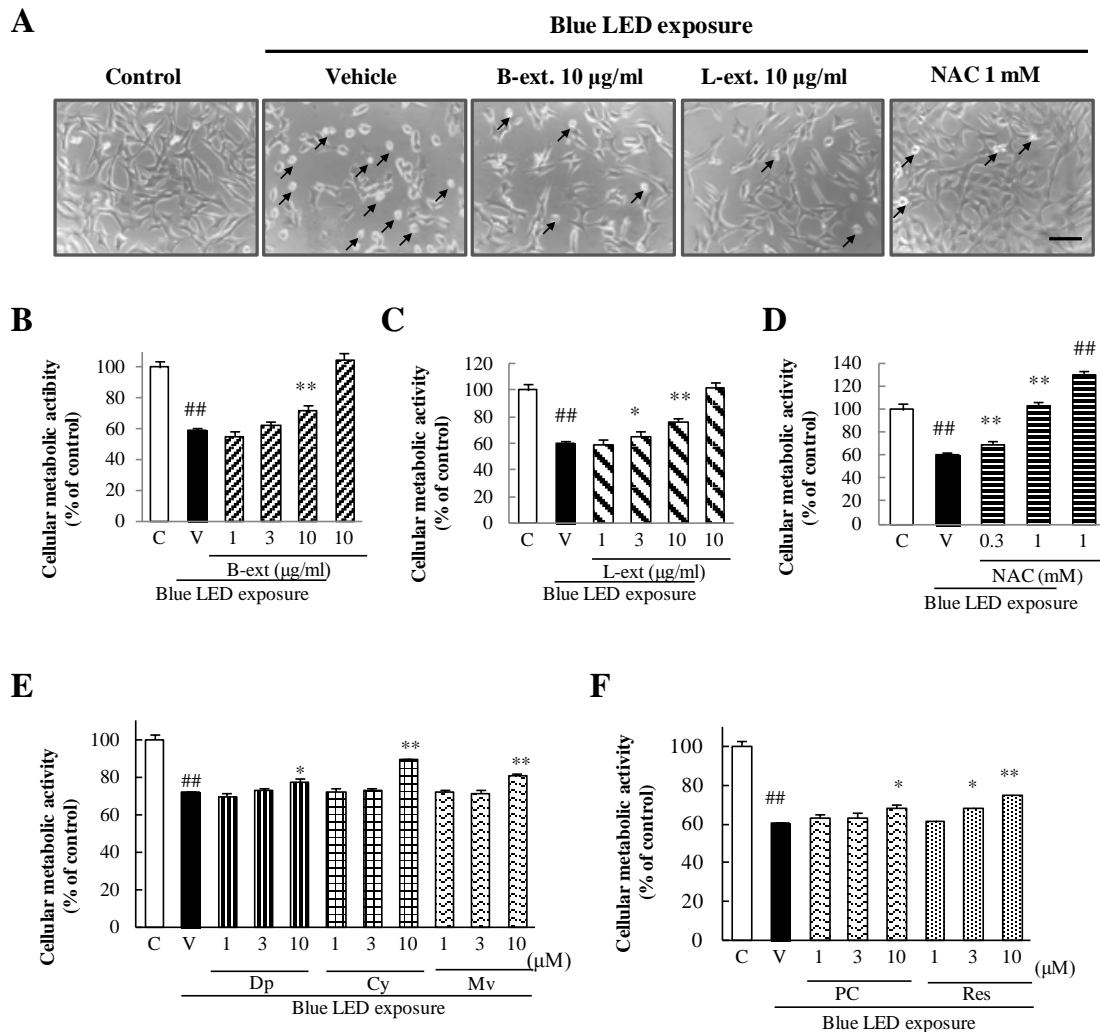 A
Blue LED exposure
Control Vehicle B-ext. 10 μg/ml L-ext. 10 μg/ml NAC 1 mM
B
Cellular metabolic actibity
(% of control)
100
80
60
40
20
0
##
**
C V 1 3 10 10
B-ext (μg/ml)
Blue LED exposure
C
Cellular metabolic activity
(% of control)
120
100
80
60
40
20
0
##
*
**
C V 1 3 10 10
L-ext (μg/ml)
Blue LED exposure
D
Cellular metabolic activity
(% of control)
140
120
100
80
60
40
20
0
##
**
**
##
C V 0.3 1 1
NAC (mM)
Blue LED exposure
E
Cellular metabolic activity
(% of control)
100
80
60
40
20
0
##
*
**
**
C V 1 3 10 1 3 10 1 3 10 (μM)
Dp Cy Mv
Blue LED exposure
F
Cellular metabolic activity
(% of control)
100
80
60
40
20
0
##
*
*
**
C V 1 3 10 1 3 10 (μM)
PC Res
Blue LED exposure